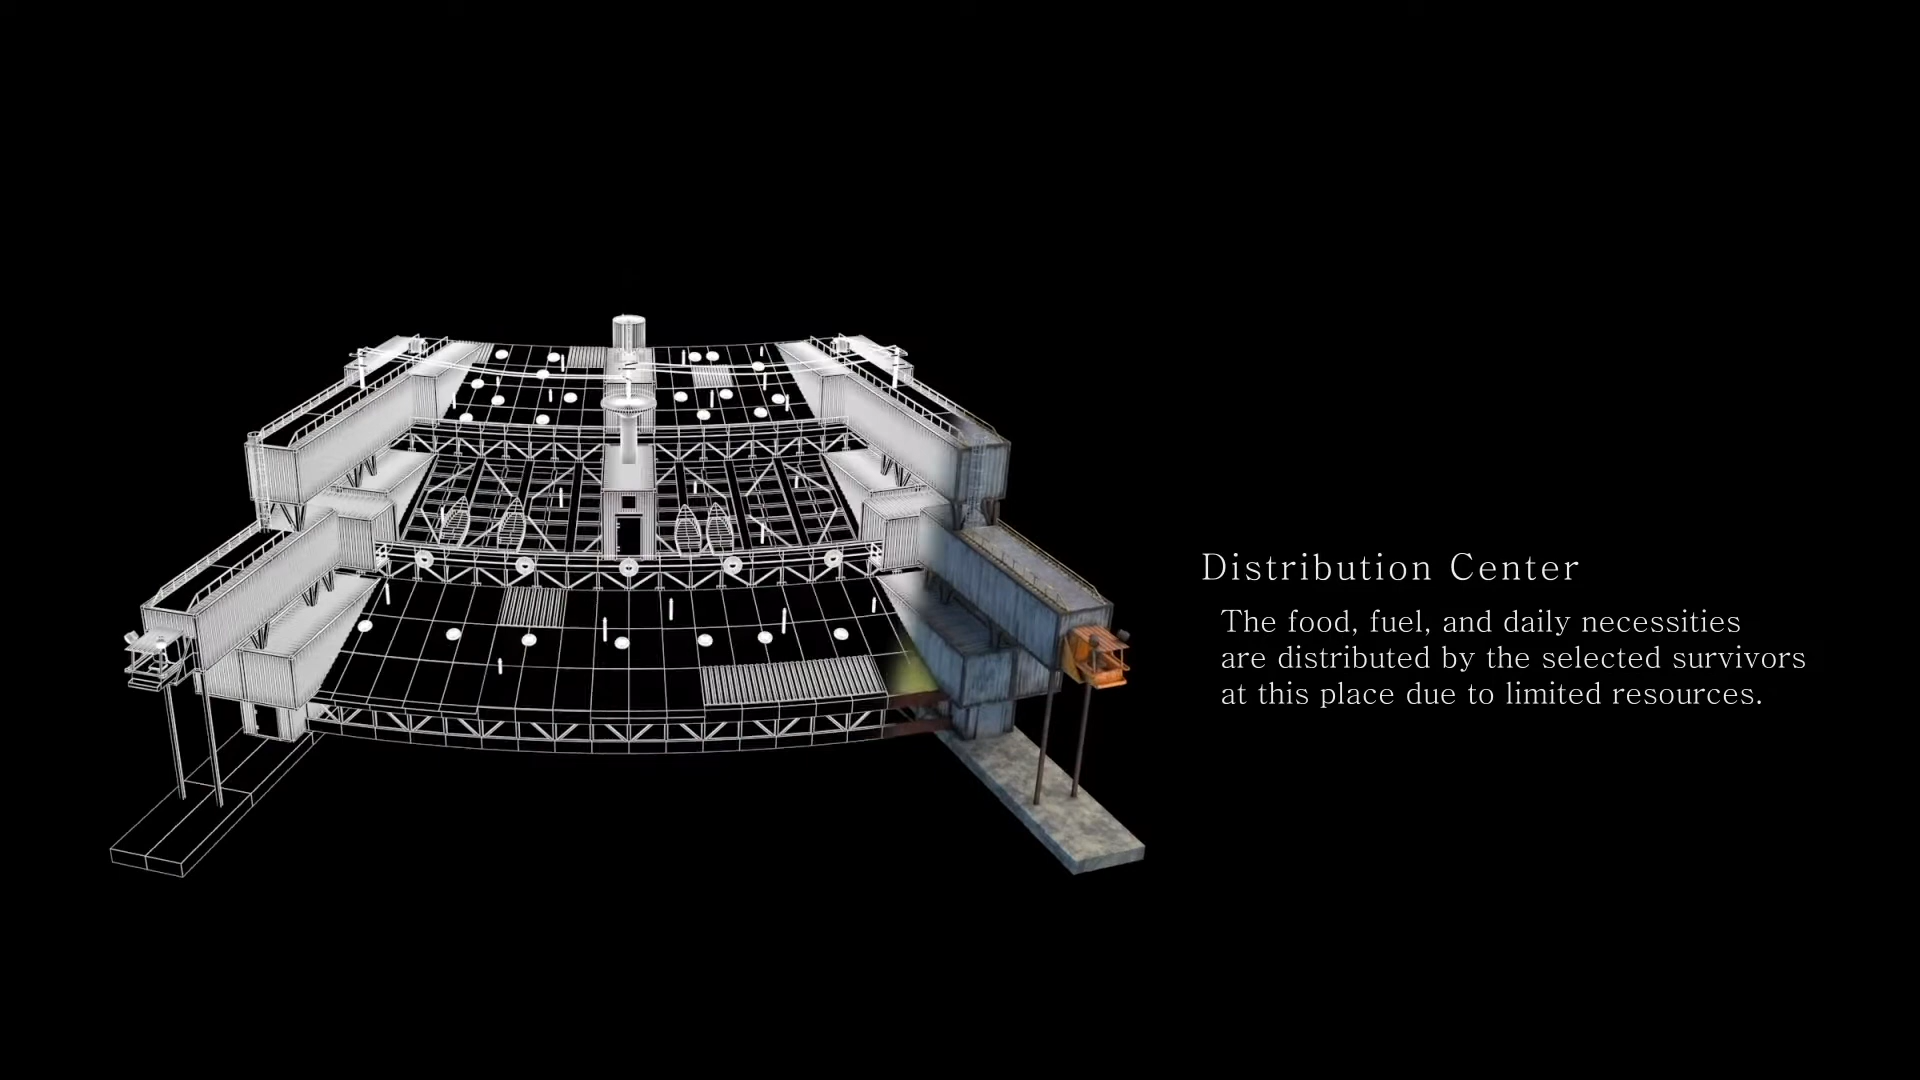 Distribution Center
The food, fuel, and daily necessities
are distributed by the selected survivors
at this place due to limited resources.